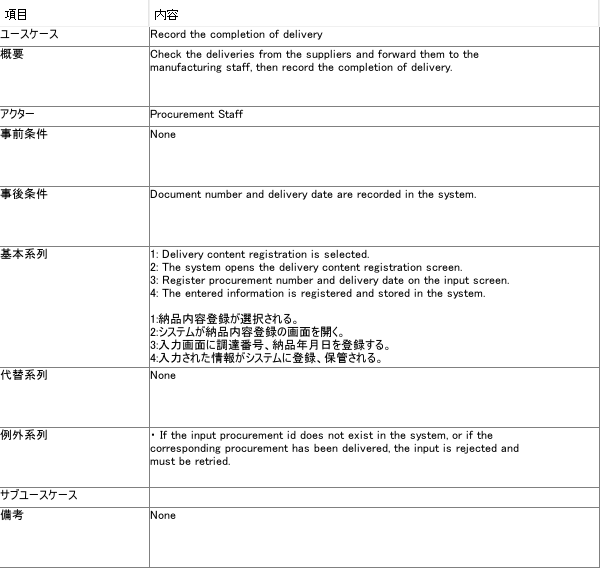 項目 内容
ユースケース Record the completion of delivery
概要 Check the deliveries from the suppliers and forward them to the
manufacturing staff, then record the completion of delivery.
アクター Procurement Staff
事前条件 None
事後条件 Document number and delivery date are recorded in the system.
基本系列 1: Delivery content registration is selected.
2: The system opens the delivery content registration screen.
3: Register procurement number and delivery date on the input screen.
4: The entered information is registered and stored in the system.
1:納品内容登録が選択される。
2:システムが納品内容登録の画面を開く。
3:入力画面に調達番号、納品年月日を登録する。
4:入力された情報がシステムに登録、保管される。
代替系列 None
例外系列 ・ If the input procurement id does not exist in the system, or if the
corresponding procurement has been delivered, the input is rejected and
must be retried.
サブユースケース
備考 None